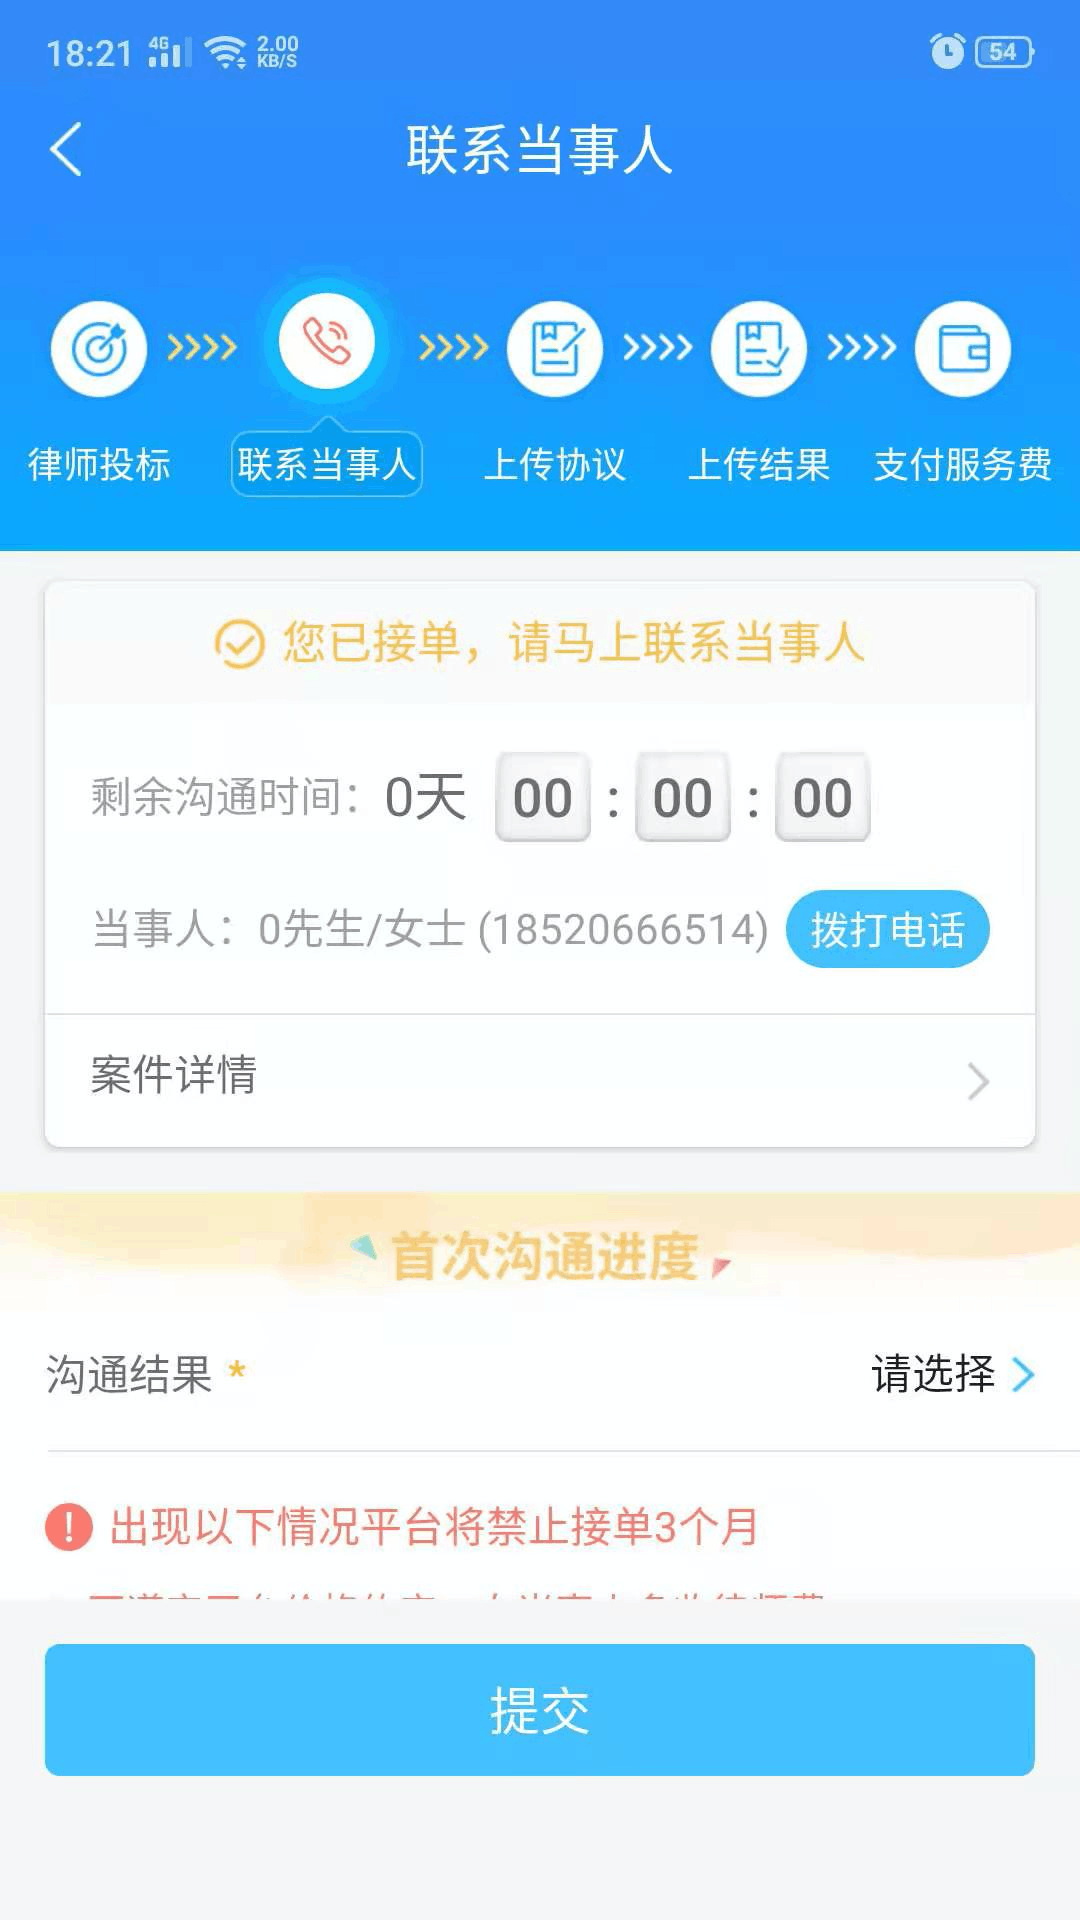 18:21 4G 2.00 KB/S 54
联系当事人
律师投标 联系当事人 上传协议 上传结果 支付服务费
您已接单，请马上联系当事人
剩余沟通时间：0天 00 : 00 : 00
当事人：0先生/女士 (18520666514) 拨打电话
案件详情
首次沟通进度
沟通结果 * 请选择
出现以下情况平台将禁止接单3个月
提交